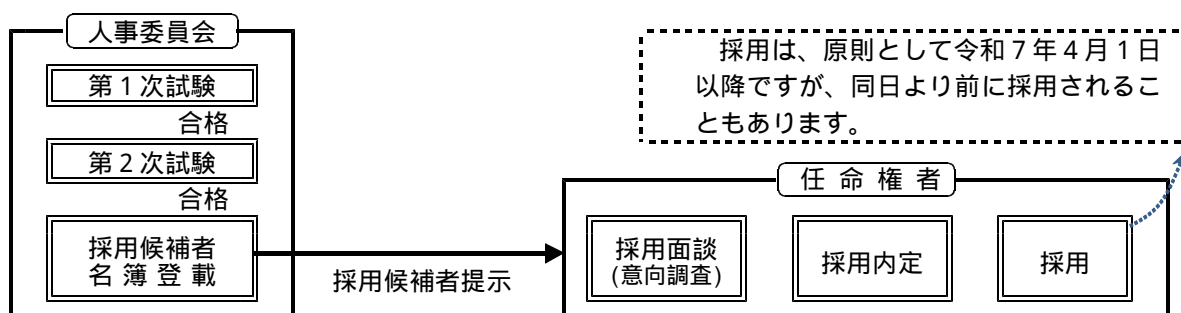 人事委員会
第1次試験
合格
第2次試験
合格
採用候補者
名簿登載
採用候補者提示
採用は、原則として令和7年4月1日
以降ですが、同日より前に採用されるこ
ともあります。
任命権者
採用面談
(意向調査)
採用内定
採用